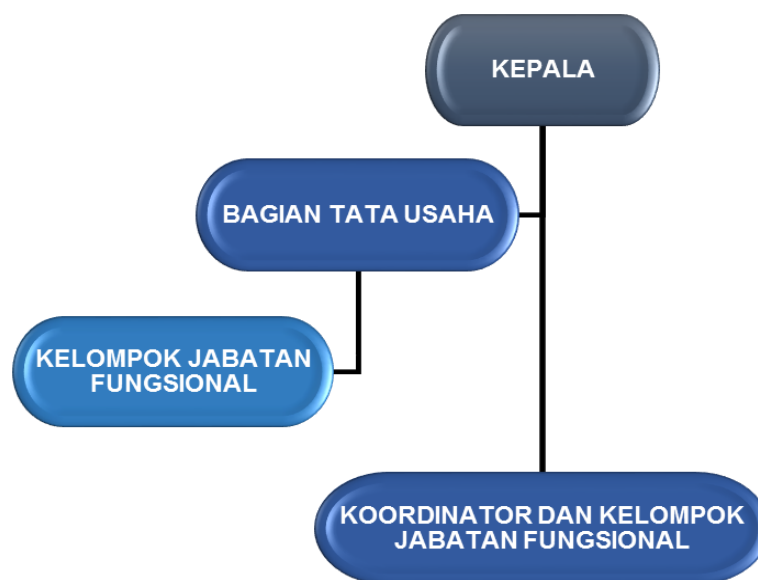 KEPALA
BAGIAN TATA USAHA
KELOMPOK JABATAN
FUNGSIONAL
KOORDINATOR DAN KELOMPOK
JABATAN FUNGSIONAL